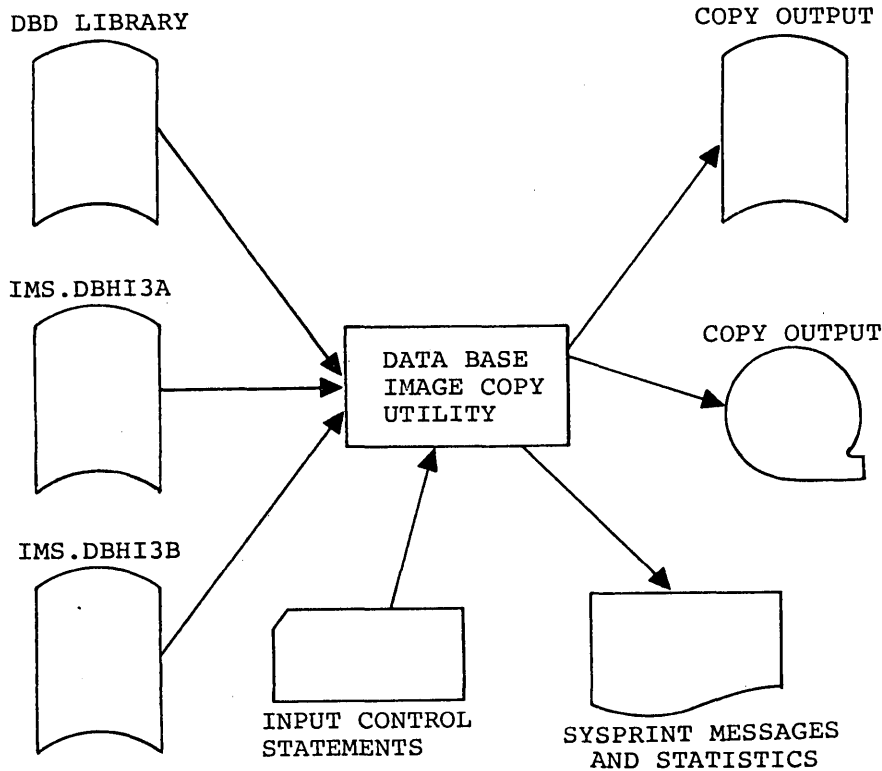 DBD LIBRARY
COPY OUTPUT
IMS.DBHI3A
COPY OUTPUT
DATA BASE
IMAGE COPY
UTILITY
IMS.DBHI3B
INPUT CONTROL
STATEMENTS
SYSPRINT MESSAGES
AND STATISTICS